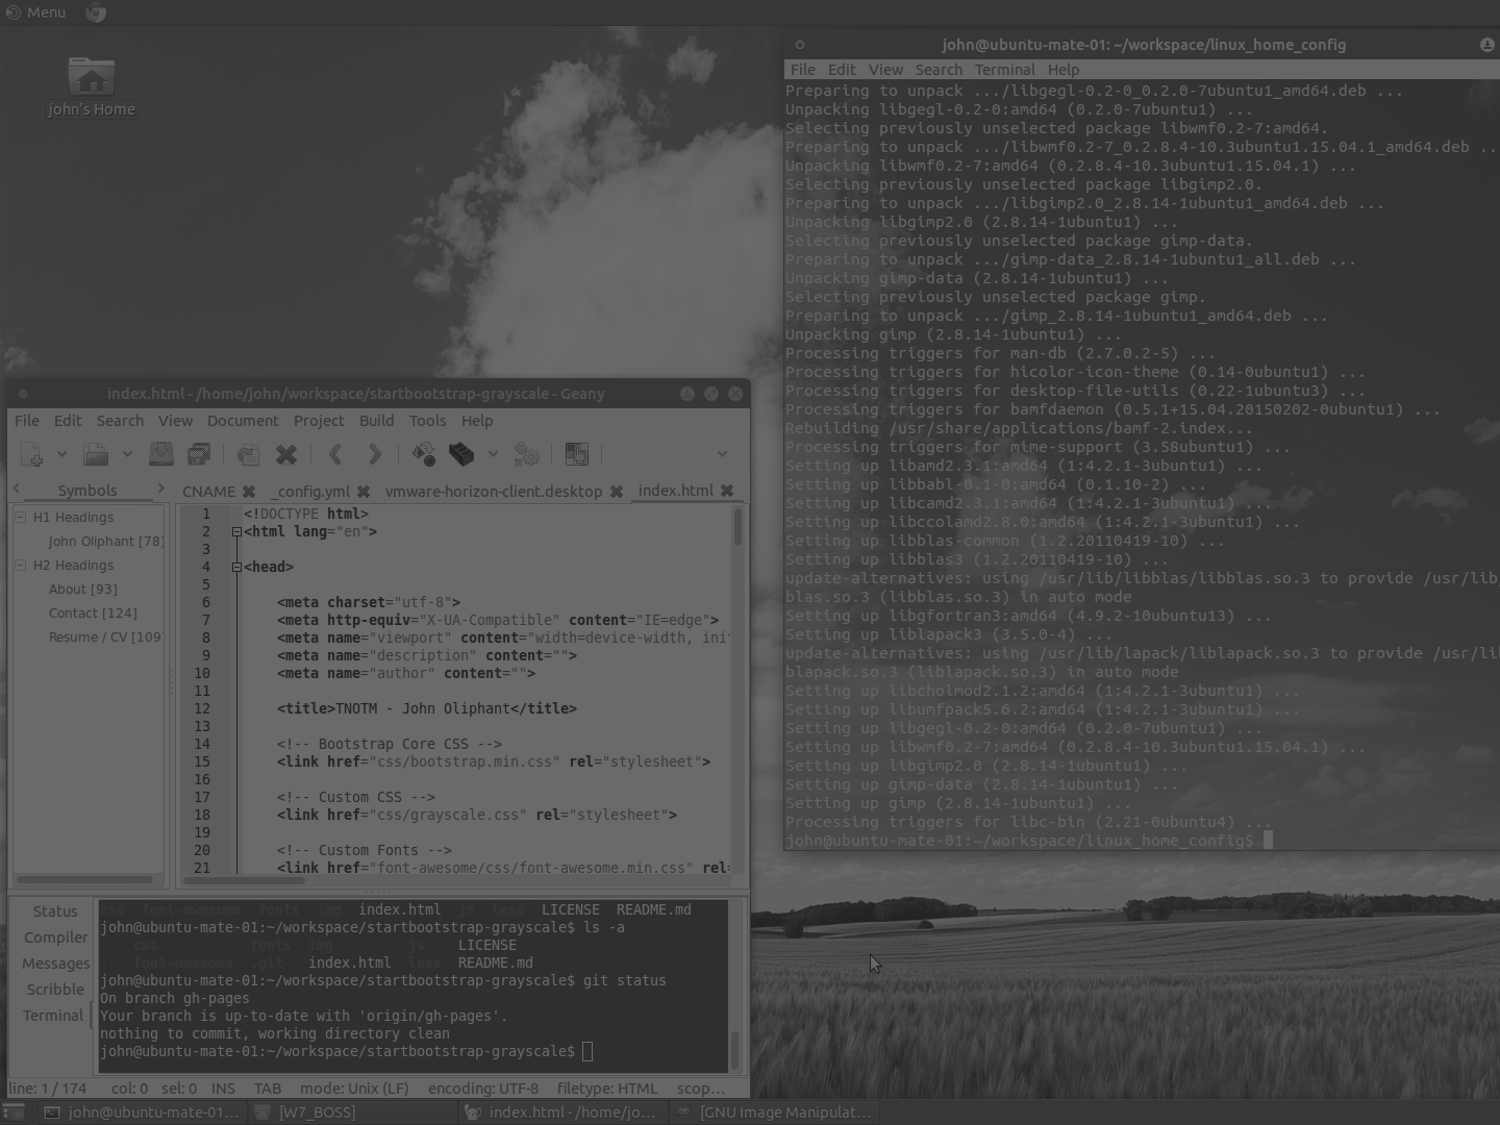 Menu
john's Home
john@ubuntu-mate-01: ~/workspace/linux_home_config
File Edit View Search Terminal Help
Preparing to unpack .../libgegl-0.2-0_0.2.0-7ubuntu1_amd64.deb ...
Unpacking libgegl-0.2-0:amd64 (0.2.0-7ubuntu1) ...
Selecting previously unselected package libwmf0.2-7:amd64.
Preparing to unpack .../libwmf0.2-7_0.2.8.4-10.3ubuntu1.15.04.1_amd64.deb ..
Unpacking libwmf0.2-7:amd64 (0.2.8.4-10.3ubuntu1.15.04.1) ...
Selecting previously unselected package libgimp2.0.
Preparing to unpack .../libgimp2.0_2.8.14-1ubuntu1_amd64.deb ...
Unpacking libgimp2.0 (2.8.14-1ubuntu1) ...
Selecting previously unselected package gimp-data.
Preparing to unpack .../gimp-data_2.8.14-1ubuntu1_all.deb ...
Unpacking gimp-data (2.8.14-1ubuntu1) ...
Selecting previously unselected package gimp.
Preparing to unpack .../gimp_2.8.14-1ubuntu1_amd64.deb ...
Unpacking gimp (2.8.14-1ubuntu1) ...
Processing triggers for man-db (2.7.0.2-5) ...
Processing triggers for hicolor-icon-theme (0.14-0ubuntu1) ...
Processing triggers for desktop-file-utils (0.22-1ubuntu3) ...
Processing triggers for bamfdaemon (0.5.1+15.04.20150202-0ubuntu1) ...
Rebuilding /usr/share/applications/bamf-2.index...
Processing triggers for mime-support (3.58ubuntu1) ...
Setting up libamd2.3.1:amd64 (1:4.2.1-3ubuntu1) ...
Setting up libbabl-0.1-0:amd64 (0.1.10-2) ...
Setting up libcamd2.3.1:amd64 (1:4.2.1-3ubuntu1) ...
Setting up libccolamd2.8.0:amd64 (1:4.2.1-3ubuntu1) ...
Setting up libblas-common (1.2.20110419-10) ...
Setting up libblas3 (1.2.20110419-10) ...
update-alternatives: using /usr/lib/libblas/libblas.so.3 to provide /usr/lib
blas.so.3 (libblas.so.3) in auto mode
Setting up libgfortran3:amd64 (4.9.2-10ubuntu13) ...
Setting up liblapack3 (3.5.0-4) ...
update-alternatives: using /usr/lib/lapack/liblapack.so.3 to provide /usr/li
blapack.so.3 (liblapack.so.3) in auto mode
Setting up libcholmod2.1.2:amd64 (1:4.2.1-3ubuntu1) ...
Setting up libumfpack5.6.2:amd64 (1:4.2.1-3ubuntu1) ...
Setting up libgegl-0.2-0:amd64 (0.2.0-7ubuntu1) ...
Setting up libwmf0.2-7:amd64 (0.2.8.4-10.3ubuntu1.15.04.1) ...
Setting up libgimp2.0 (2.8.14-1ubuntu1) ...
Setting up gimp-data (2.8.14-1ubuntu1) ...
Setting up gimp (2.8.14-1ubuntu1) ...
Processing triggers for libc-bin (2.21-0ubuntu4) ...
john@ubuntu-mate-01:~/workspace/linux_home_config$
index.html - /home/john/workspace/startbootstrap-grayscale - Geany
File Edit Search View Document Project Build Tools Help
Symbols
CNAME _config.yml vmware-horizon-client.desktop index.html
H1 Headings
John Oliphant [78]
H2 Headings
About [93]
Contact [124]
Resume / CV [109
1 <!DOCTYPE html>
2 <html lang="en">
3
4 <head>
5
6 <meta charset="utf-8">
7 <meta http-equiv="X-UA-Compatible" content="IE=edge">
8 <meta name="viewport" content="width=device-width, init
9 <meta name="description" content="">
10 <meta name="author" content="">
11
12 <title>TNOTM - John Oliphant</title>
13
14 <!-- Bootstrap Core CSS -->
15 <link href="css/bootstrap.min.css" rel="stylesheet">
16
17 <!-- Custom CSS -->
18 <link href="css/grayscale.css" rel="stylesheet">
19
20 <!-- Custom Fonts -->
21 <link href="font-awesome/css/font-awesome.min.css" rel=
Status
Compiler
Messages
Scribble
Terminal
css font-awesome fonts img index.html js less LICENSE README.md
john@ubuntu-mate-01:~/workspace/startbootstrap-grayscale$ ls -a
. css fonts img js LICENSE
.. font-awesome .git index.html less README.md
john@ubuntu-mate-01:~/workspace/startbootstrap-grayscale$ git status
On branch gh-pages
Your branch is up-to-date with 'origin/gh-pages'.
nothing to commit, working directory clean
john@ubuntu-mate-01:~/workspace/startbootstrap-grayscale$
line: 1 / 174 col: 0 sel: 0 INS TAB mode: Unix (LF) encoding: UTF-8 filetype: HTML scop...
john@ubuntu-mate-01... [W7_BOSS] index.html - /home/jo... [GNU Image Manipulat...